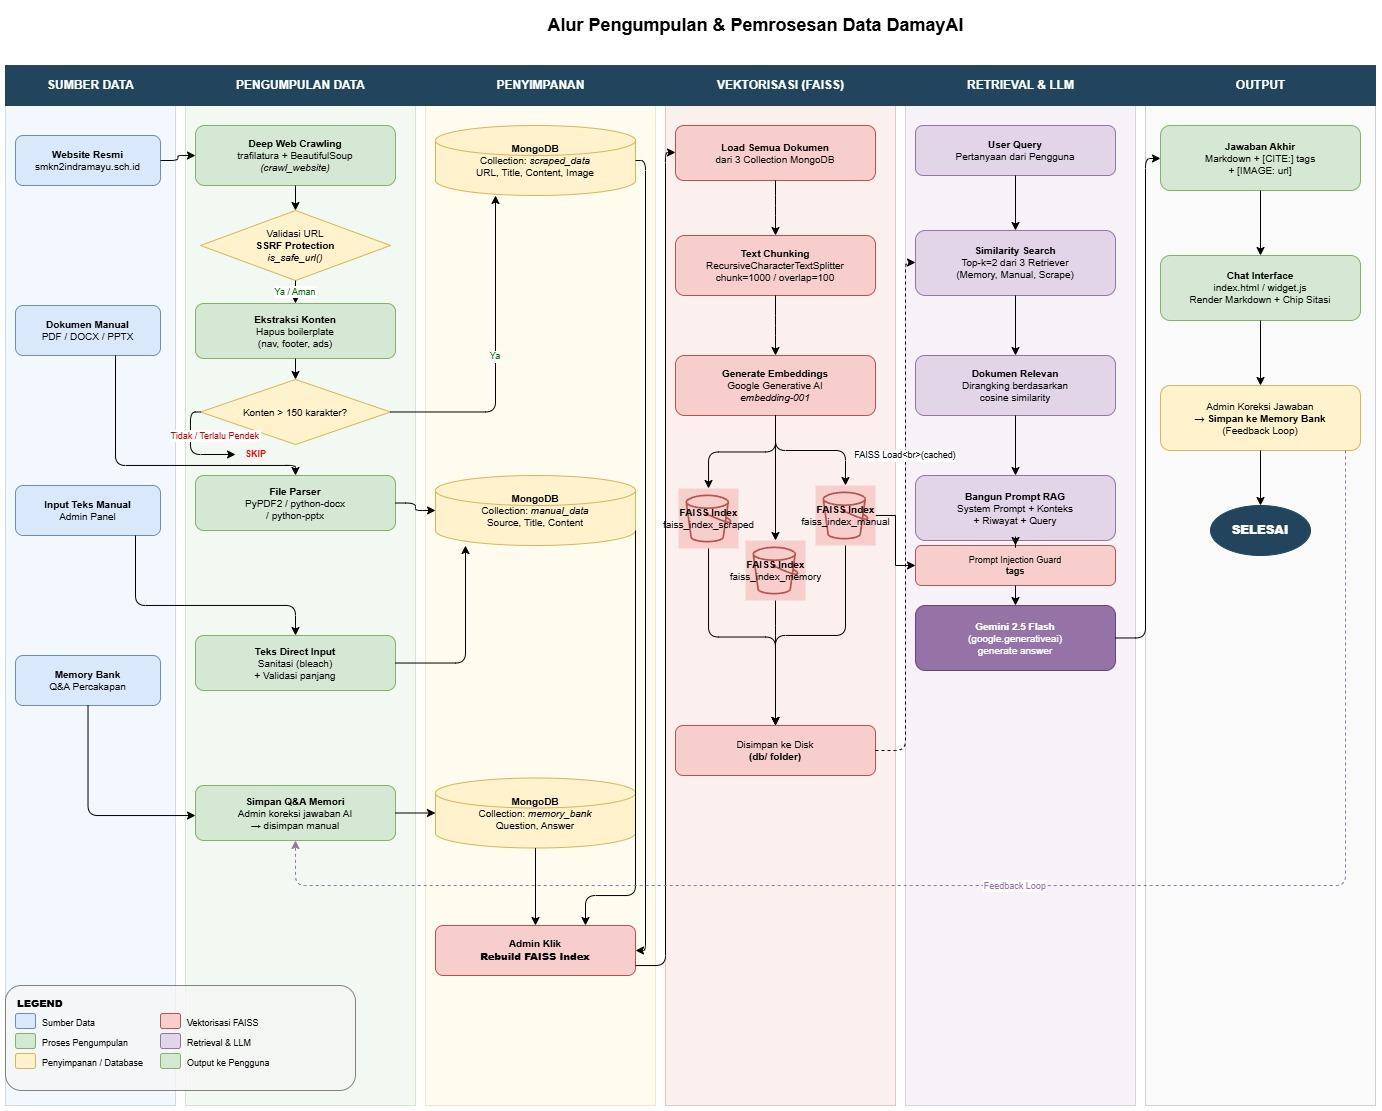 Alur Pengumpulan & Pemrosesan Data DamayAI
SUMBER DATA
PENGUMPULAN DATA
PENYIMPANAN
VEKTORISASI (FAISS)
RETRIEVAL & LLM
OUTPUT
Website Resmi
smkn2indramayu.sch.id
Dokumen Manual
PDF / DOCX / PPTX
Input Teks Manual
Admin Panel
Memory Bank
Q&A Percakapan
Deep Web Crawling
trafilatura + BeautifulSoup
(crawl_website)
Validasi URL
SSRF Protection
is_safe_url()
Ya / Aman
Ekstraksi Konten
Hapus boilerplate
(nav, footer, ads)
Konten > 150 karakter?
Ya
Tidak / Terlalu Pendek
SKIP
File Parser
PyPDF2 / python-docx
/ python-pptx
Teks Direct Input
Sanitasi (bleach)
+ Validasi panjang
Simpan Q&A Memori
Admin koreksi jawaban AI
→ disimpan manual
MongoDB
Collection: scraped_data
URL, Title, Content, Image
MongoDB
Collection: manual_data
Source, Title, Content
MongoDB
Collection: memory_bank
Question, Answer
Admin Klik
Rebuild FAISS Index
Load Semua Dokumen
dari 3 Collection MongoDB
Text Chunking
RecursiveCharacterTextSplitter
chunk=1000 / overlap=100
Generate Embeddings
Google Generative AI
embedding-001
FAISS Load<br>(cached)
FAISS Index
faiss_index_scraped
FAISS Index
faiss_index_manual
FAISS Index
faiss_index_memory
Disimpan ke Disk
(db/ folder)
User Query
Pertanyaan dari Pengguna
Similarity Search
Top-k=2 dari 3 Retriever
(Memory, Manual, Scrape)
Dokumen Relevan
Dirangking berdasarkan
cosine similarity
Bangun Prompt RAG
System Prompt + Konteks
+ Riwayat + Query
Prompt Injection Guard
tags
Gemini 2.5 Flash
(google.generativeai)
generate answer
Jawaban Akhir
Markdown + [CITE:] tags
+ [IMAGE: url]
Chat Interface
index.html / widget.js
Render Markdown + Chip Sitasi
Admin Koreksi Jawaban
→ Simpan ke Memory Bank
(Feedback Loop)
SELESAI
Feedback Loop
LEGEND
Sumber Data
Proses Pengumpulan
Penyimpanan / Database
Vektorisasi FAISS
Retrieval & LLM
Output ke Pengguna